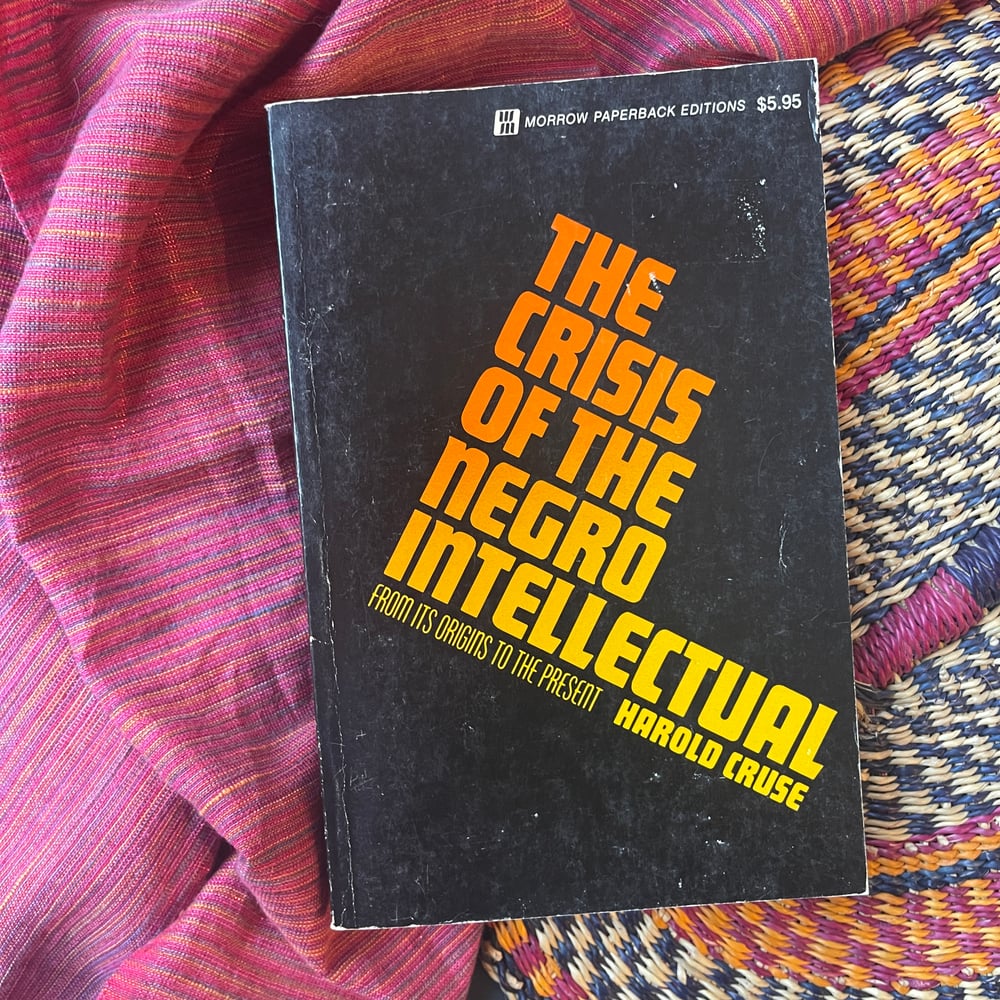 MORROW PAPERBACK EDITIONS $5.95
THE
CRISIS
OF THE
NEGRO
INTELLECTUAL
FROM ITS ORIGINS TO THE PRESENT
HAROLD CRUSE